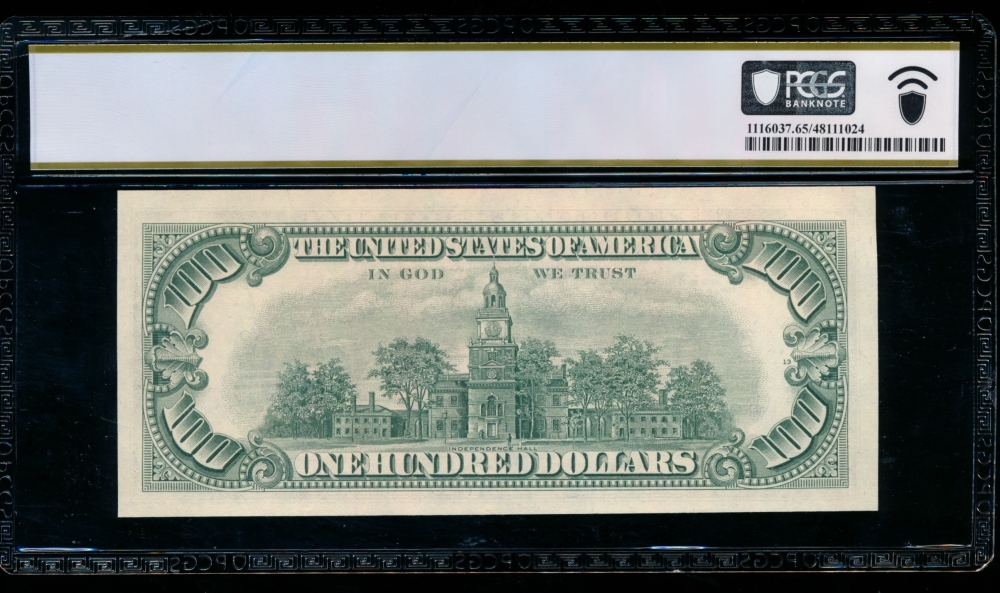 PCGS
BANKNOTE
1116037.65/48111024
THE UNITED STATES OF AMERICA
IN GOD WE TRUST
100
100
13
100
100
INDEPENDENCE HALL
ONE HUNDRED DOLLARS